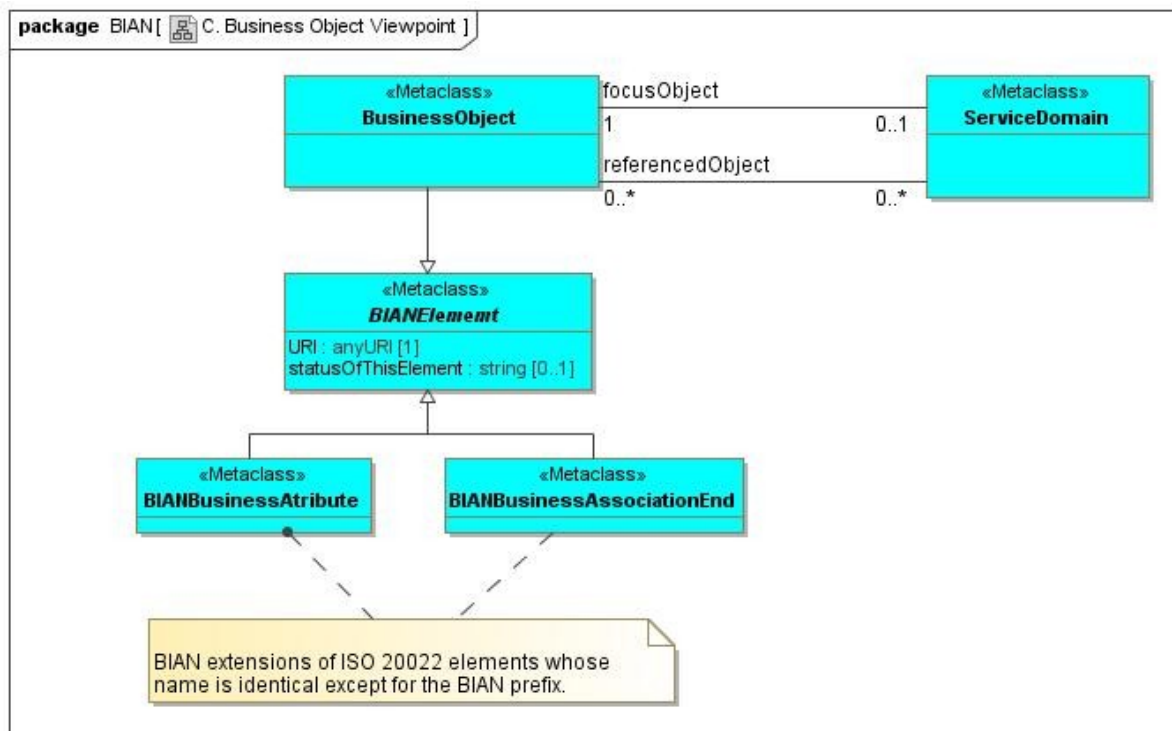 package BIAN[ C. Business Object Viewpoint ]
«Metaclass»
BusinessObject
focusObject
1
0..1
referencedObject
0..*
0..*
«Metaclass»
ServiceDomain
«Metaclass»
BIANElememt
URI : anyURI [1]
statusOfThisElement : string [0..1]
«Metaclass»
BIANBusinessAtribute
«Metaclass»
BIANBusinessAssociationEnd
BIAN extensions of ISO 20022 elements whose
name is identical except for the BIAN prefix.